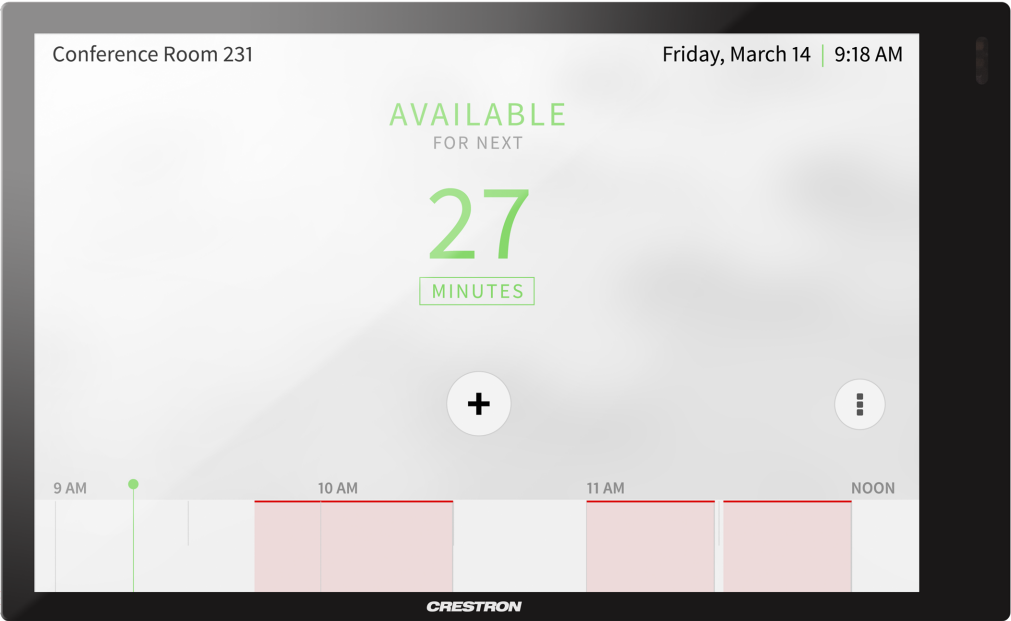 Conference Room 231
Friday, March 14 | 9:18 AM
AVAILABLE
FOR NEXT
27
MINUTES
9 AM 10 AM 11 AM NOON
CRESTRON